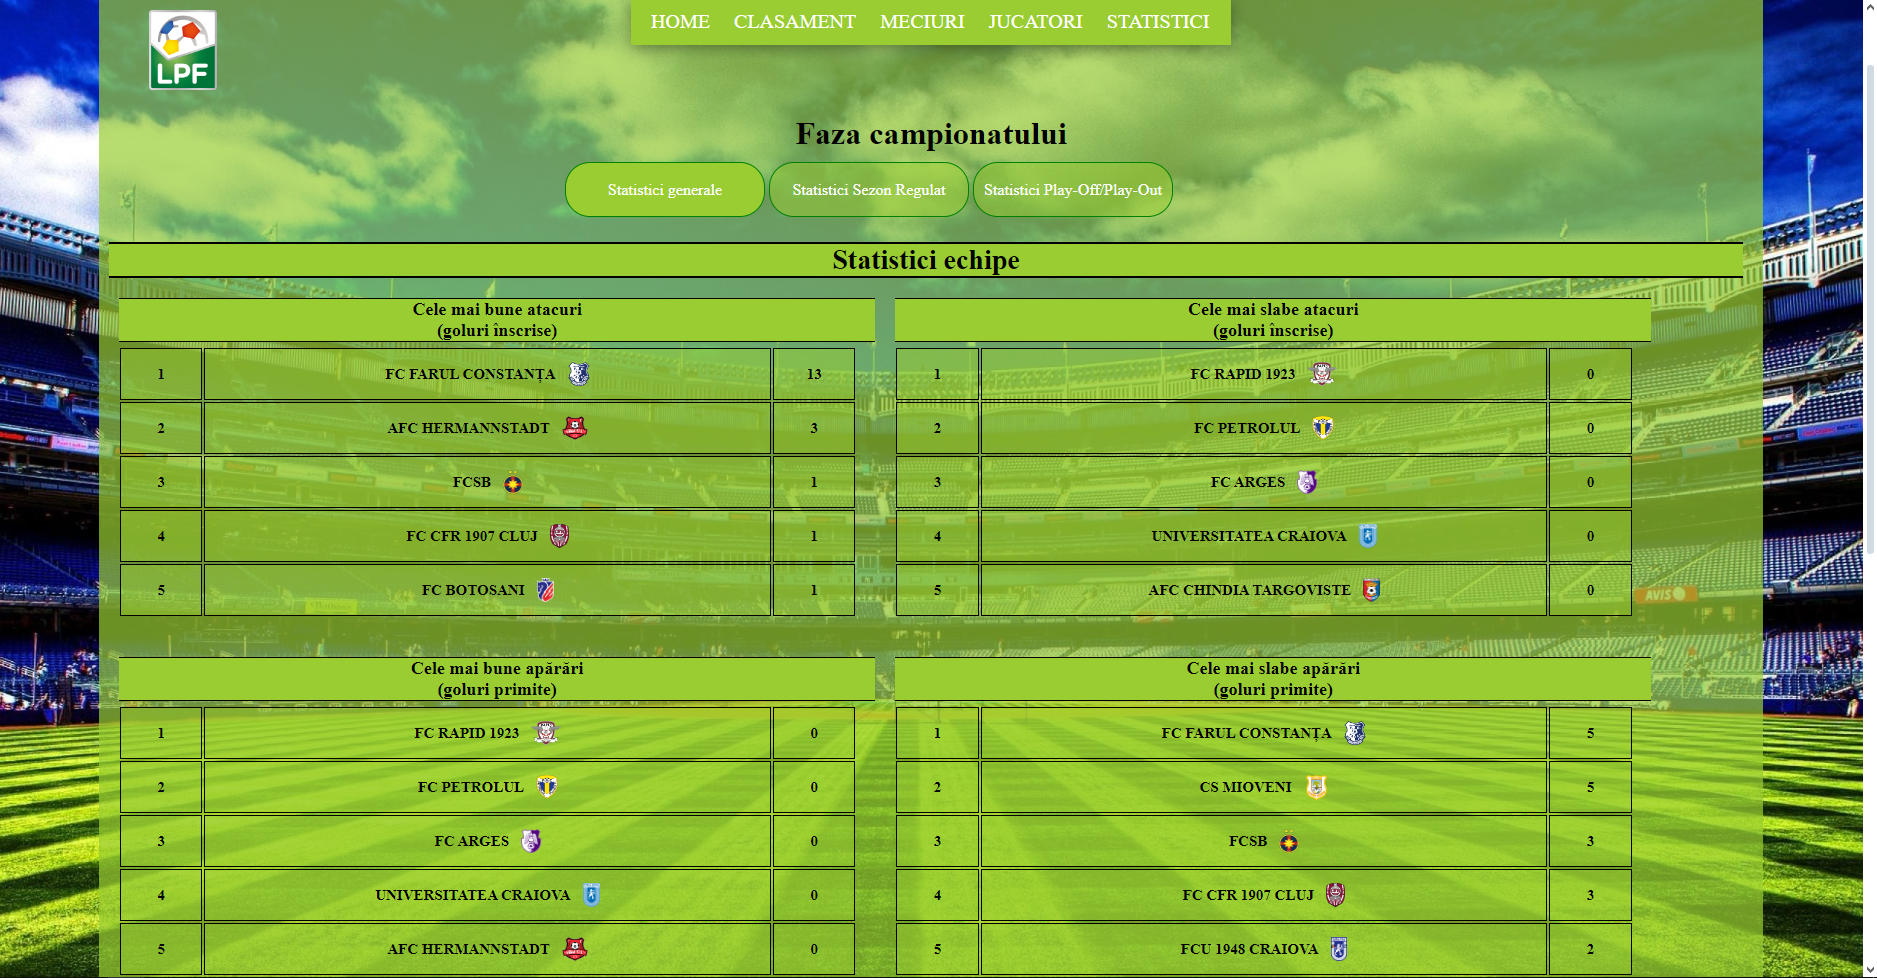 LPF
HOME CLASAMENT MECIURI JUCATORI STATISTICI
Faza campionatului
Statistici generale Statistici Sezon Regulat Statistici Play-Off/Play-Out
Statistici echipe
Cele mai bune atacuri
(goluri înscrise)
1 FC FARUL CONSTANȚA 13
2 AFC HERMANNSTADT 3
3 FCSB 1
4 FC CFR 1907 CLUJ 1
5 FC BOTOSANI 1
Cele mai slabe atacuri
(goluri înscrise)
1 FC RAPID 1923 0
2 FC PETROLUL 0
3 FC ARGES 0
4 UNIVERSITATEA CRAIOVA 0
5 AFC CHINDIA TARGOVISTE 0
AVIS
Cele mai bune apărări
(goluri primite)
1 FC RAPID 1923 0
2 FC PETROLUL 0
3 FC ARGES 0
4 UNIVERSITATEA CRAIOVA 0
5 AFC HERMANNSTADT 0
Cele mai slabe apărări
(goluri primite)
1 FC FARUL CONSTANȚA 5
2 CS MIOVENI 5
3 FCSB 3
4 FC CFR 1907 CLUJ 3
5 FCU 1948 CRAIOVA 2